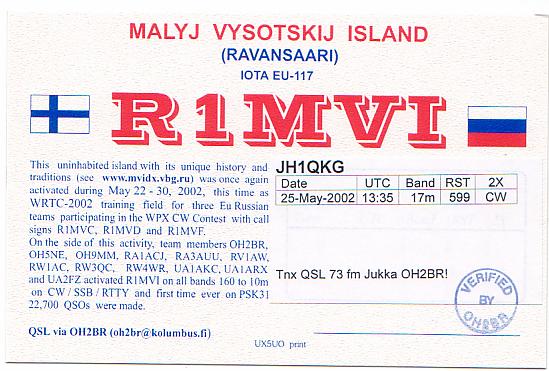 MALYJ VYSOTSKIJ ISLAND
(RAVANSAARI)
IOTA EU-117
R1MVI
This uninhabited island with its unique history and
traditions (see www.mvidx.vbg.ru) was once again
activated during May 22 - 30, 2002, this time as
WRTC-2002 training field for three Eu Russian
teams participating in the WPX CW Contest with call
signs R1MVC, R1MVD and R1MVF.
On the side of this activity, team members OH2BR,
OH5NE, OH9MM, RA1ACJ, RA3AUU, RV1AW,
RW1AC, RW3QC, RW4WR, UA1AKC, UA1ARX
and UA2FZ activated R1MVI on all bands 160 to 10m
on CW / SSB / RTTY and first time ever on PSK31
22,700 QSOs were made.
QSL via OH2BR (oh2br@kolumbus.fi)
JH1QKG
Date UTC Band RST 2X
25-May-2002 13:35 17m 599 CW
Tnx QSL 73 fm Jukka OH2BR!
VERIFIED
BY
OH2BR
UX5UO print